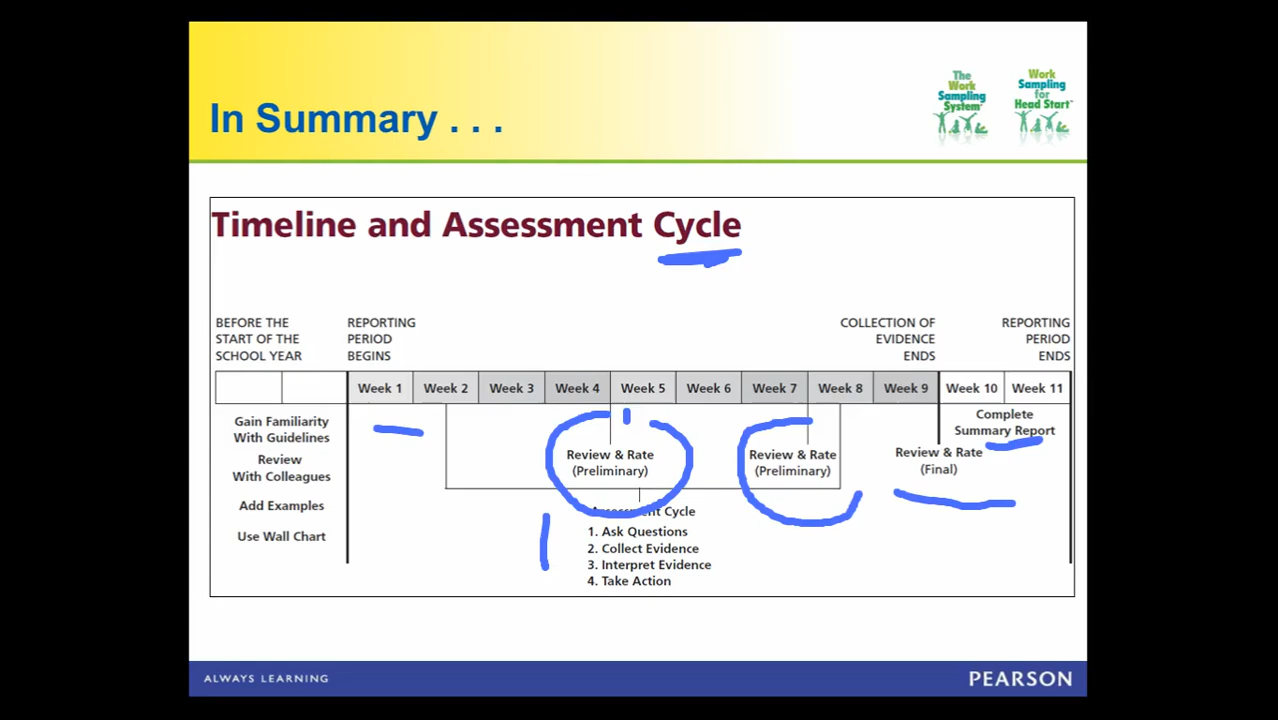 In Summary . . .
The
Work
Sampling
System
Work
Sampling
for
Head Start™
Timeline and Assessment Cycle
BEFORE THE
START OF THE
SCHOOL YEAR
REPORTING
PERIOD
BEGINS
COLLECTION OF
EVIDENCE
ENDS
REPORTING
PERIOD
ENDS
Week 1 Week 2 Week 3 Week 4 Week 5 Week 6 Week 7 Week 8 Week 9 Week 10 Week 11
Gain Familiarity
With Guidelines
Review
With Colleagues
Add Examples
Use Wall Chart
Review & Rate
(Preliminary)
Review & Rate
(Preliminary)
Complete
Summary Report
Review & Rate
(Final)
Assessment Cycle
1. Ask Questions
2. Collect Evidence
3. Interpret Evidence
4. Take Action
ALWAYS LEARNING
PEARSON